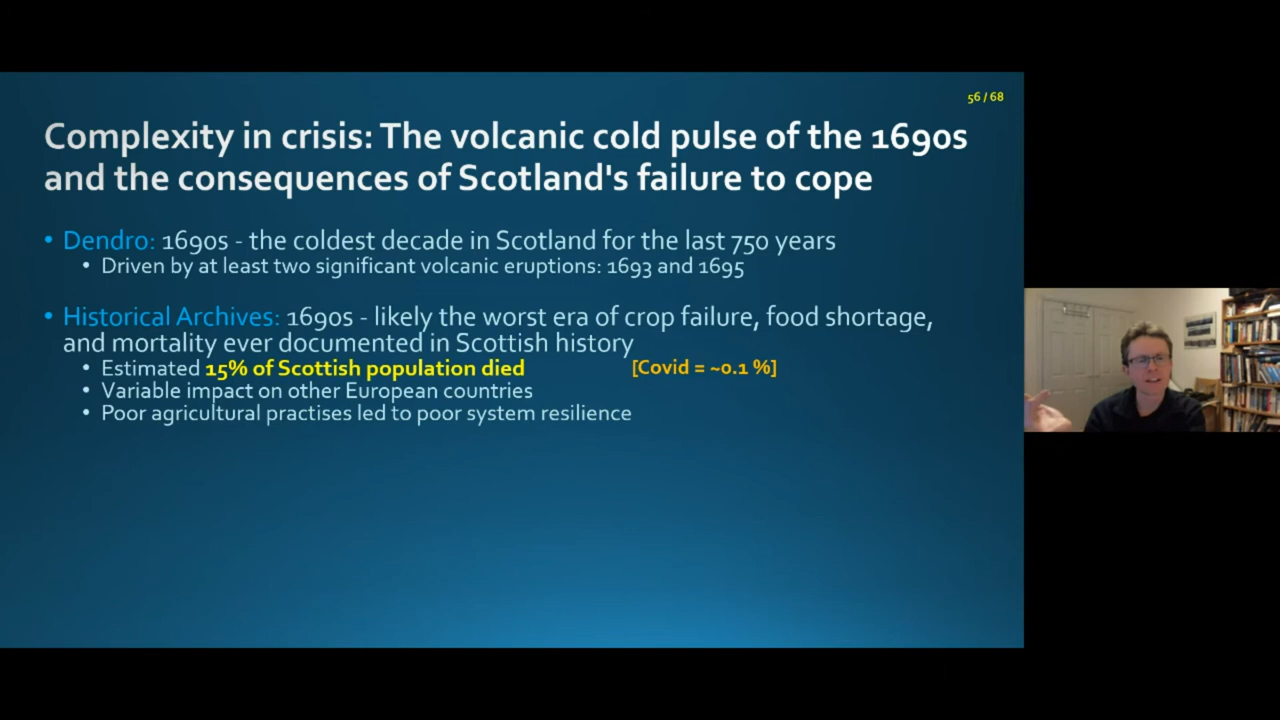 56 / 68
Complexity in crisis: The volcanic cold pulse of the 1690s
and the consequences of Scotland's failure to cope
• Dendro: 1690s - the coldest decade in Scotland for the last 750 years
• Driven by at least two significant volcanic eruptions: 1693 and 1695
• Historical Archives: 1690s - likely the worst era of crop failure, food shortage,
and mortality ever documented in Scottish history
• Estimated 15% of Scottish population died [Covid = ~0.1 %]
• Variable impact on other European countries
• Poor agricultural practises led to poor system resilience